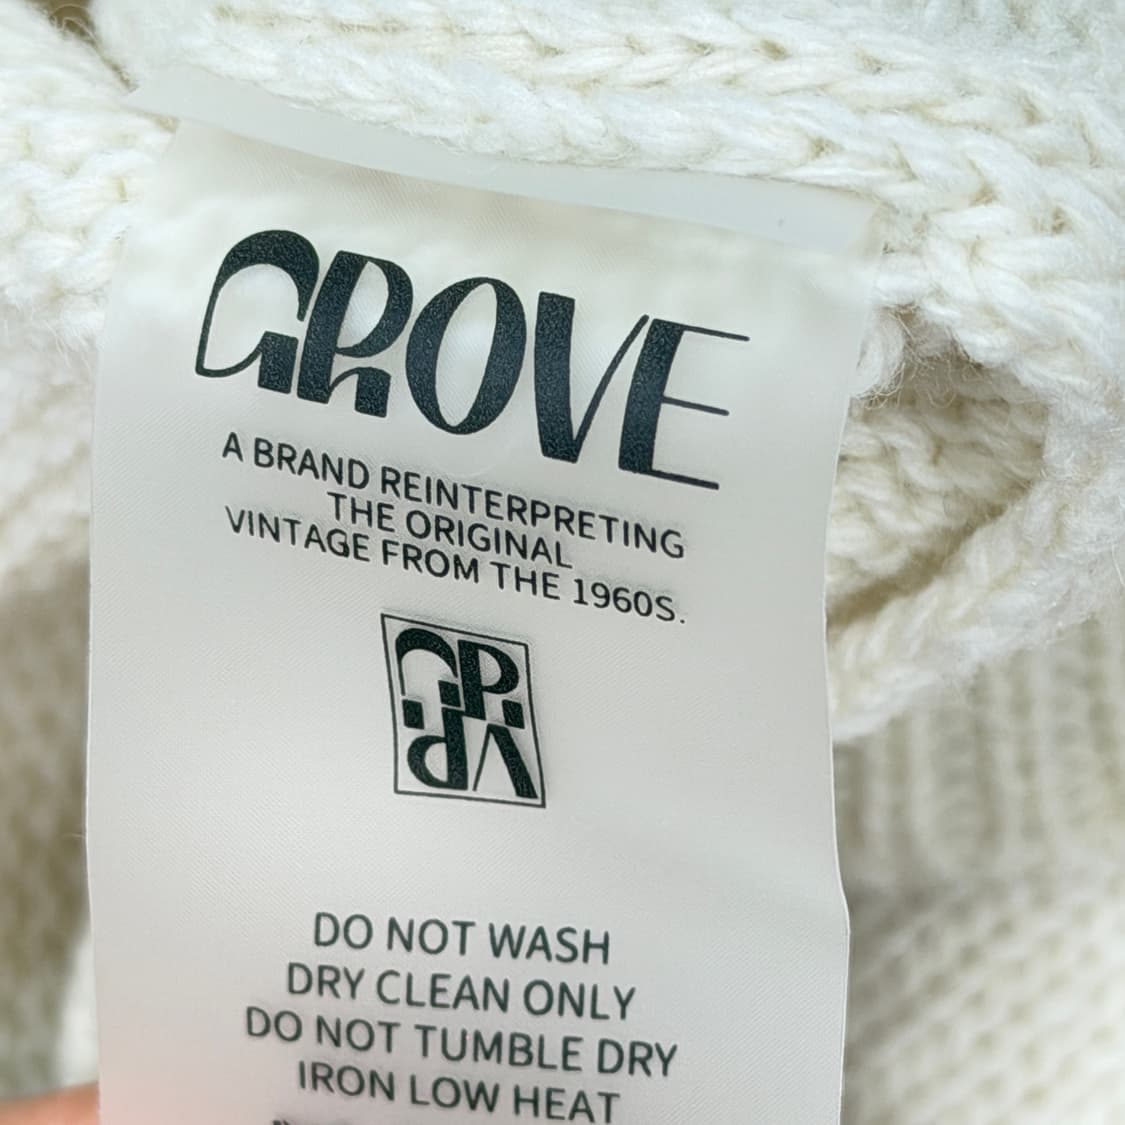 GROVE
A BRAND REINTERPRETING
THE ORIGINAL
VINTAGE FROM THE 1960S.
DO NOT WASH
DRY CLEAN ONLY
DO NOT TUMBLE DRY
IRON LOW HEAT